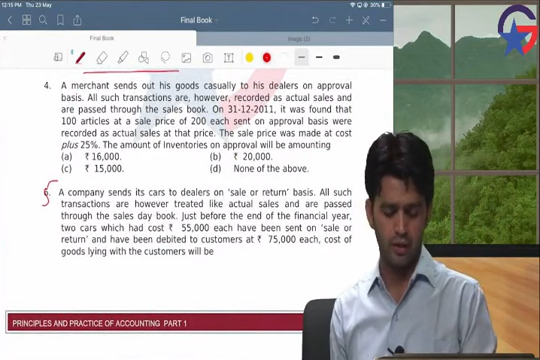 12:15 PM Thu 23 May
Final Book
30%
Final Book
Image (3)
4. A merchant sends out his goods casually to his dealers on approval
basis. All such transactions are, however, recorded as actual sales and
are passed through the sales book. On 31-12-2011, it was found that
100 articles at a sale price of 200 each sent on approval basis were
recorded as actual sales at that price. The sale price was made at cost
plus 25%. The amount of Inventories on approval will be amounting
(a) ₹ 16,000. (b) ₹ 20,000.
(c) ₹ 15,000. (d) None of the above.
5. A company sends its cars to dealers on 'sale or return' basis. All such
transactions are however treated like actual sales and are passed
through the sales day book. Just before the end of the financial year,
two cars which had cost ₹ 55,000 each have been sent on 'sale or
return' and have been debited to customers at ₹ 75,000 each, cost of
goods lying with the customers will be
PRINCIPLES AND PRACTICE OF ACCOUNTING PART 1